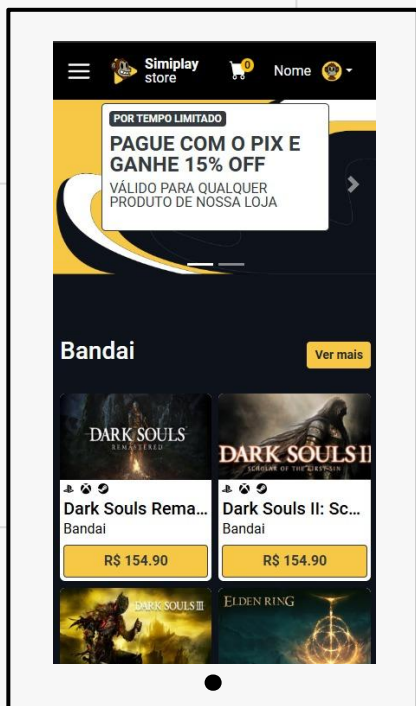 Simiplay
store
0
Nome
POR TEMPO LIMITADO
PAGUE COM O PIX E
GANHE 15% OFF
VÁLIDO PARA QUALQUER
PRODUTO DE NOSSA LOJA
Bandai
Ver mais
DARK SOULS
REMASTERED
DARK SOULS II
SCHOLAR OF THE FIRST SIN
Dark Souls Rema...
Dark Souls II: Sc...
Bandai
Bandai
R$ 154.90
R$ 154.90
DARK SOULS III
ELDEN RING